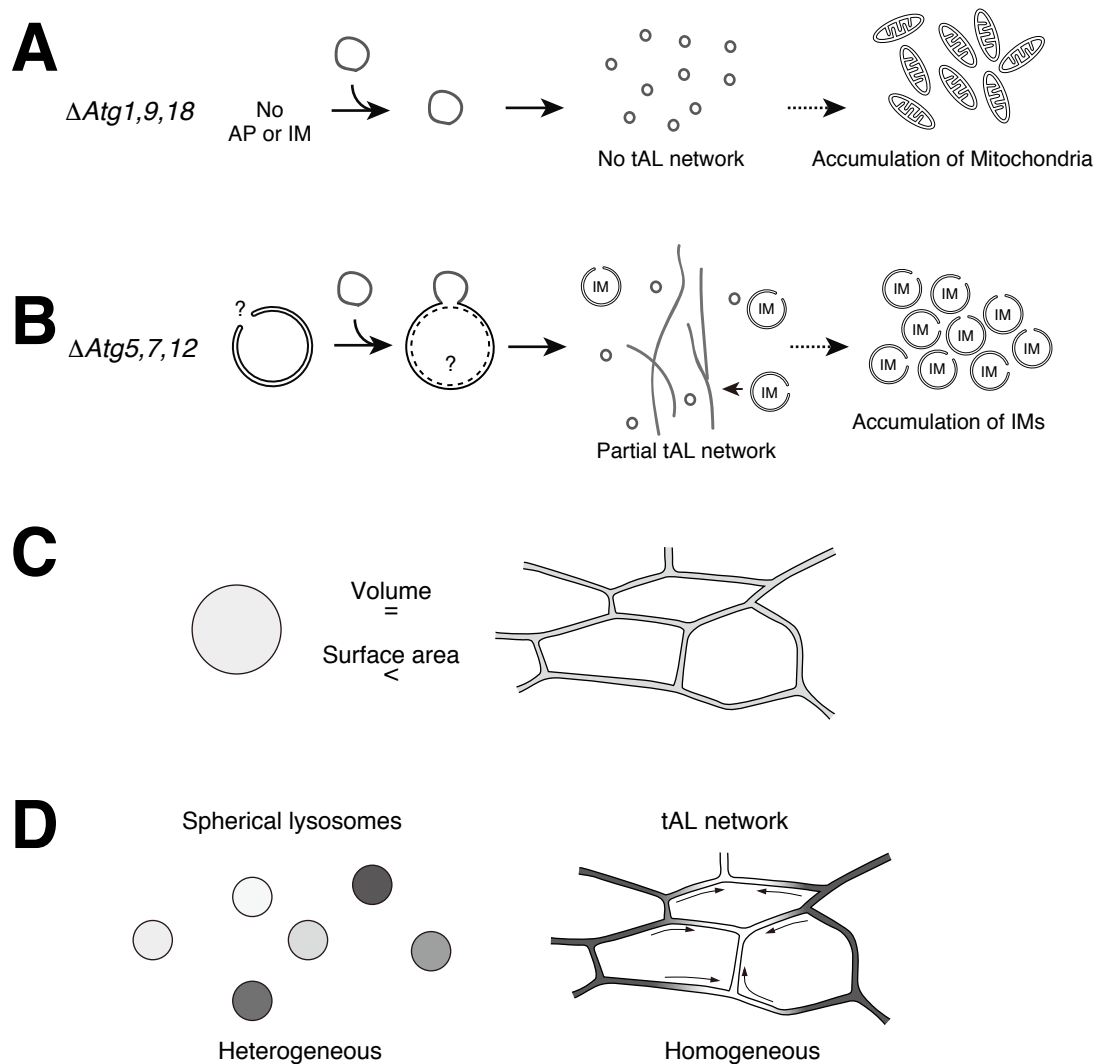 A
ΔAtg1,9,18
No
AP or IM
No tAL network
Accumulation of Mitochondria
B
ΔAtg5,7,12
?
?
IM
IM
IM
Partial tAL network
IM
IM
IM
IM
IM
IM
IM
IM
IM
Accumulation of IMs
C
Volume
=
Surface area
<
D
Spherical lysosomes
tAL network
Heterogeneous
Homogeneous